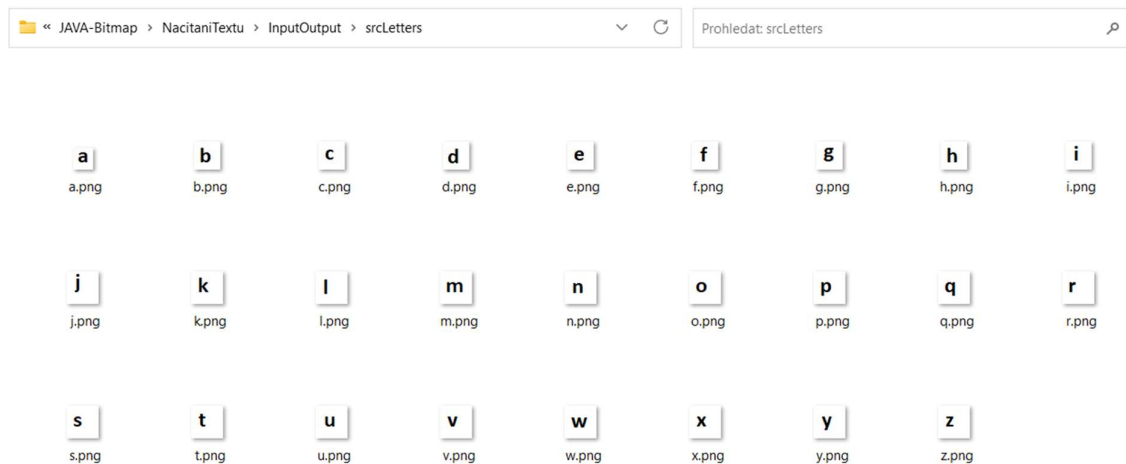 « JAVA-Bitmap > NacitaniTextu > InputOutput > srcLetters
Prohledat: srcLetters
a b c d e f g h i
a.png b.png c.png d.png e.png f.png g.png h.png i.png
j k l m n o p q r
j.png k.png l.png m.png n.png o.png p.png q.png r.png
s t u v w x y z
s.png t.png u.png v.png w.png x.png y.png z.png